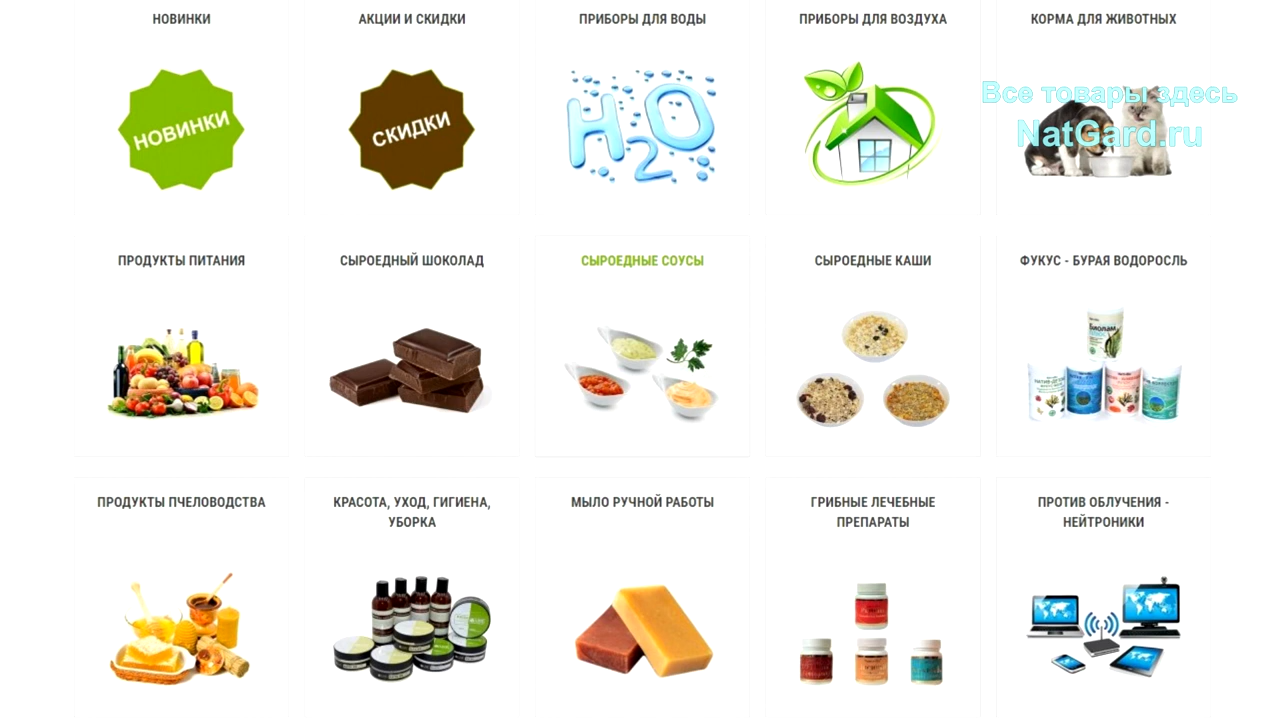 НОВИНКИ
АКЦИИ И СКИДКИ
ПРИБОРЫ ДЛЯ ВОДЫ
ПРИБОРЫ ДЛЯ ВОЗДУХА
КОРМА ДЛЯ ЖИВОТНЫХ
НОВИНКИ
СКИДКИ
H2O
Все товары здесь
NatGard.ru
ПРОДУКТЫ ПИТАНИЯ
СЫРОЕДНЫЙ ШОКОЛАД
СЫРОЕДНЫЕ СОУСЫ
СЫРОЕДНЫЕ КАШИ
ФУКУС - БУРАЯ ВОДОРОСЛЬ
Биолам
ПРОДУКТЫ ПЧЕЛОВОДСТВА
КРАСОТА, УХОД, ГИГИЕНА,
УБОРКА
МЫЛО РУЧНОЙ РАБОТЫ
ГРИБНЫЕ ЛЕЧЕБНЫЕ
ПРЕПАРАТЫ
ПРОТИВ ОБЛУЧЕНИЯ -
НЕЙТРОНИКИ